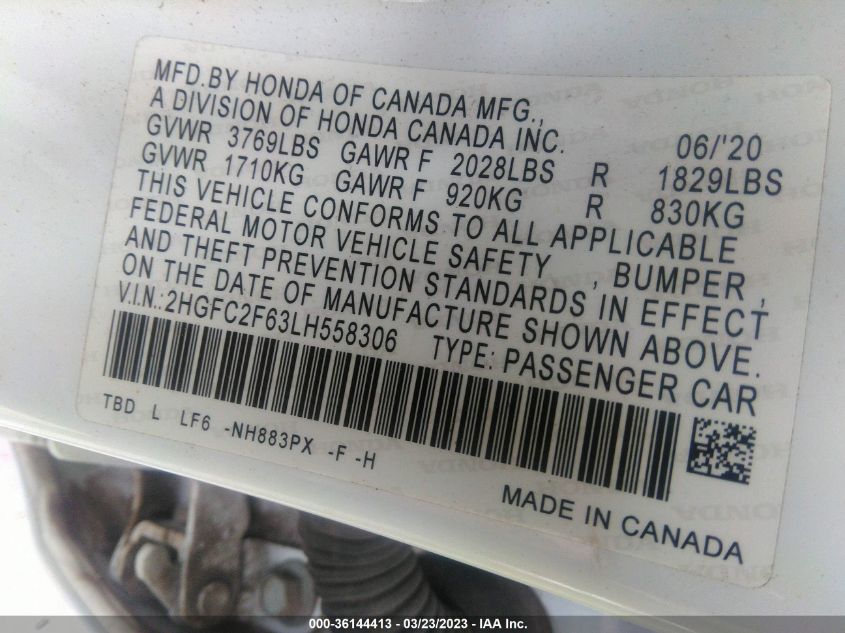 MFD.BY HONDA OF CANADA MFG.,
A DIVISION OF HONDA CANADA INC. 06/'20
GVWR 3769LBS GAWR F 2028LBS R 1829LBS
GVWR 1710KG GAWR F 920KG R 830KG
THIS VEHICLE CONFORMS TO ALL APPLICABLE
FEDERAL MOTOR VEHICLE SAFETY , BUMPER ,
AND THEFT PREVENTION STANDARDS IN EFFECT
ON THE DATE OF MANUFACTURE SHOWN ABOVE.
V.I.N.:2HGFC2F63LH558306 TYPE: PASSENGER CAR
TBD L LF6 -NH883PX -F -H
MADE IN CANADA
000-36144413 - 03/23/2023 - IAA Inc.